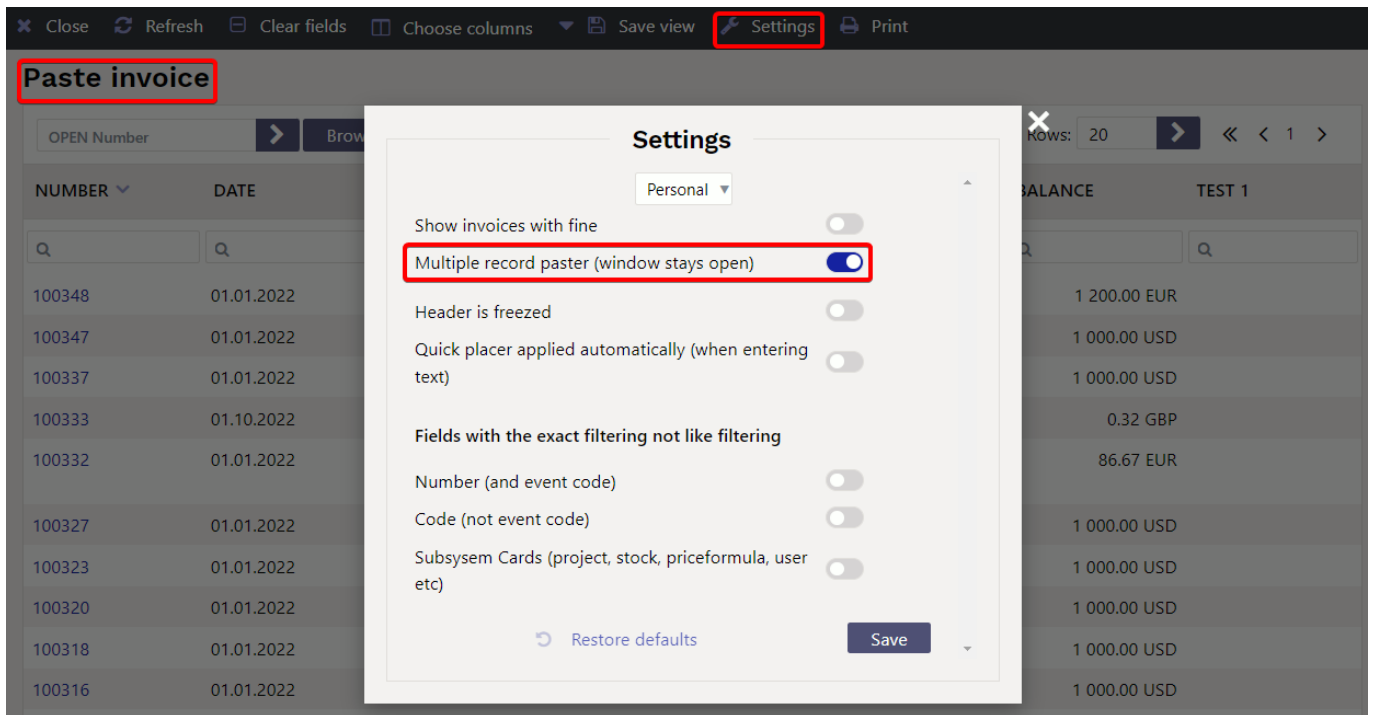 Close Refresh Clear fields Choose columns Save view Settings Print
Paste invoice
OPEN Number Brow Rows: 20 1
NUMBER DATE BALANCE TEST 1
Settings
Personal
Show invoices with fine
Multiple record paster (window stays open)
Header is freezed
Quick placer applied automatically (when entering
text)
Fields with the exact filtering not like filtering
Number (and event code)
Code (not event code)
Subsysem Cards (project, stock, priceformula, user
etc)
Restore defaults Save
100348 01.01.2022 1 200.00 EUR
100347 01.01.2022 1 000.00 USD
100337 01.01.2022 1 000.00 USD
100333 01.10.2022 0.32 GBP
100332 01.01.2022 86.67 EUR
100327 01.01.2022 1 000.00 USD
100323 01.01.2022 1 000.00 USD
100320 01.01.2022 1 000.00 USD
100318 01.01.2022 1 000.00 USD
100316 01.01.2022 1 000.00 USD